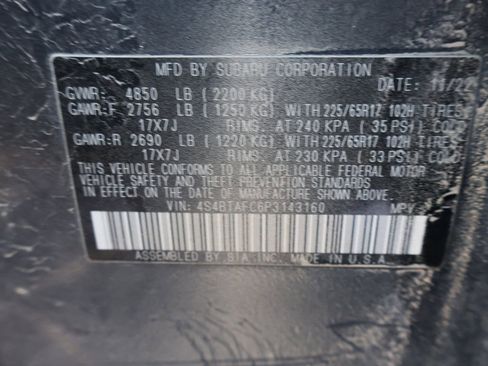 MFD BY SUBARU CORPORATION DATE: 11/22
GVWR: 4850 LB (2200 KG)
GAWR:F 2756 LB (1250 KG) WITH 225/65R17 102H TIRES
17X7J RIMS, AT 240 KPA (35 PSI) COLD
GAWR:R 2690 LB (1220 KG) WITH 225/65R17 102H TIRES
17X7J RIMS, AT 230 KPA (33 PSI) COLD
THIS VEHICLE CONFORMS TO ALL APPLICABLE FEDERAL MOTOR
VEHICLE SAFETY AND THEFT PREVENTION STANDARDS
IN EFFECT ON THE DATE OF MANUFACTURE SHOWN ABOVE.
VIN: 4S4BTAFC6P3143160 MPV
ASSEMBLED BY SIA, INC. MADE IN U.S.A.